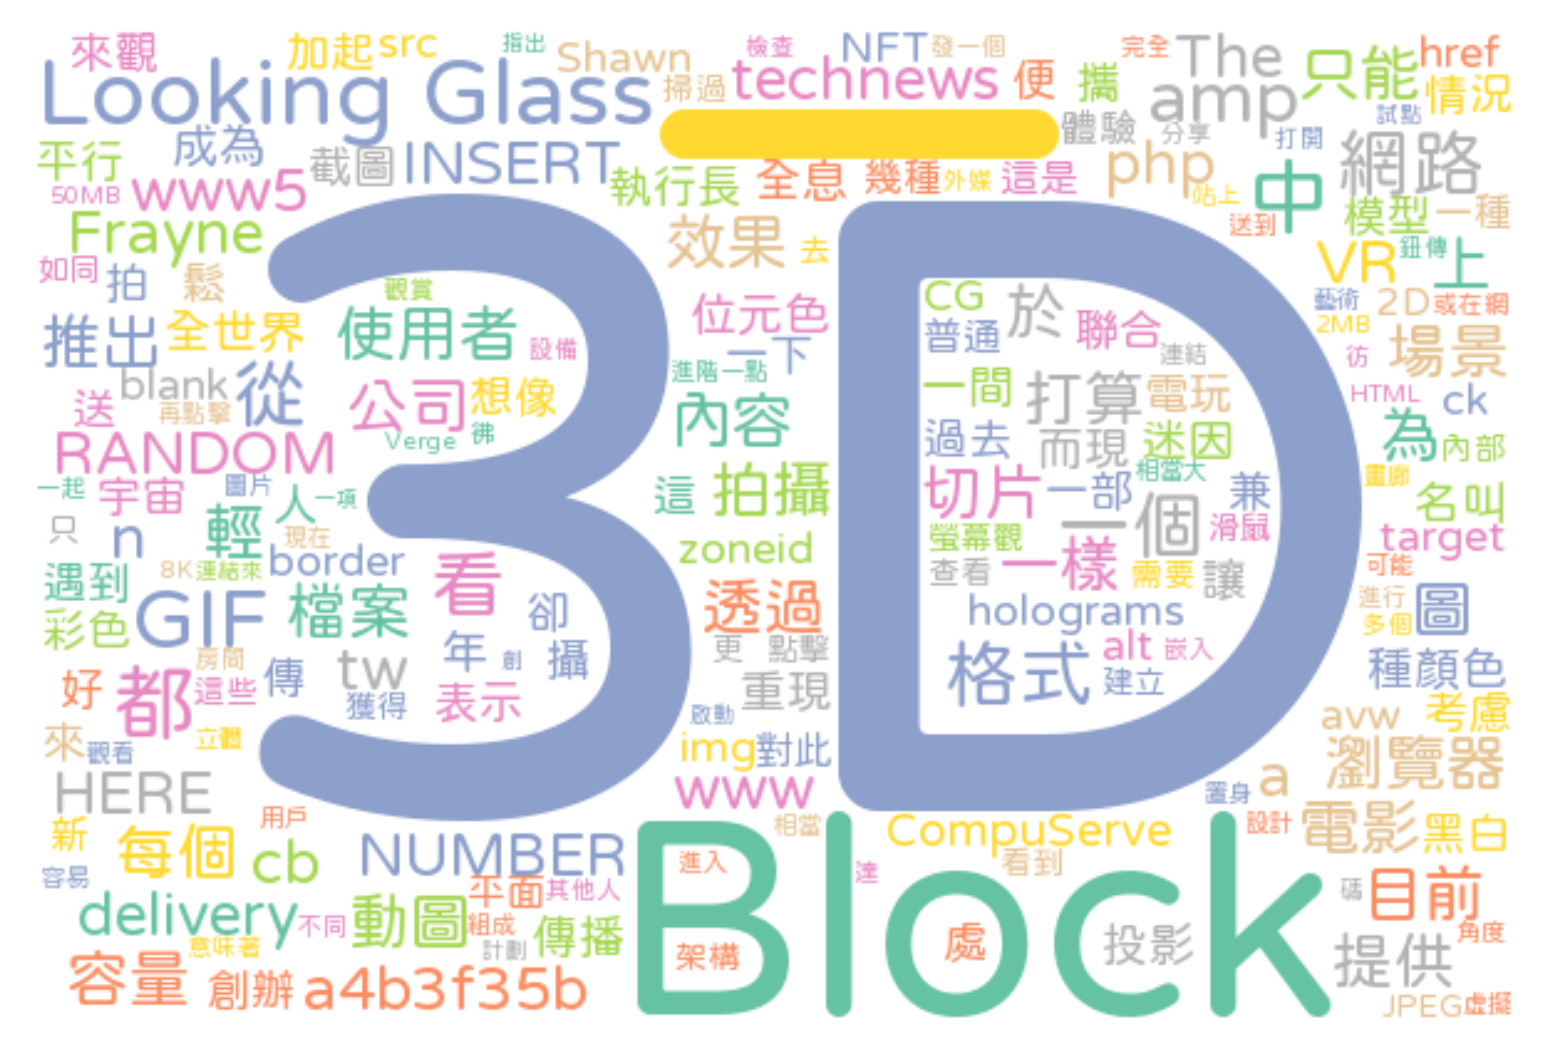 來觀 加起 src 指出 Shawn 檢查 NFT 發一個 完全 The 只能 href
Looking Glass 掃過 technews 便 攜 amp 情況
成為 體驗 分享 打開 試點
平行 截圖 INSERT 執行長 全息 幾種 外媒 這是 php 站上 中 網路
50MB www5 送到 模型 一種
Frayne 效果 去 VR 鈕傳 上
如同 拍 鬆 觀賞 CG 於 藝術 2D 或在網
推出 全世界 使用者 設備 位元色 一下 普通 聯合 連結 2MB 彷 場景
blank 從 公司 想像 進階一點 一間 打算 電玩 HTML ck
送 再點擊 Verge 彿 內容 過去 而現 迷因 為 內部
RANDOM 3D 相當大 畫廊
一起 宇宙 圖片 人 一項 這 拍攝 切片 一部 一個 兼 名叫
只 n 輕 現在 zoneid 螢幕觀 滑鼠 target
遇到 8K 連結來 border 看 查看 一樣 需要 讓 可能
彩色 GIF 檔案 卻 透過 holograms 進行 多個 圖
房間 年 創 攝 更 點擊 格式 alt 嵌入
好 都 這些 傳 tw 獲得 表示 重現 建立 種顏色
來 觀看 立體 啟動 img 對此 avw 考慮
HERE www 置身 a 瀏覽器
新 用戶 相當 CompuServe 設計 電影 黑白
容易 每個 cb NUMBER 進入 達 看到
delivery 不同 動圖 平面 其他人 Block 碼 目前
意味著 組成 計劃 傳播 架構 處 投影 提供 角度
容量 創辦 a4b3f35b JPEG 虛擬